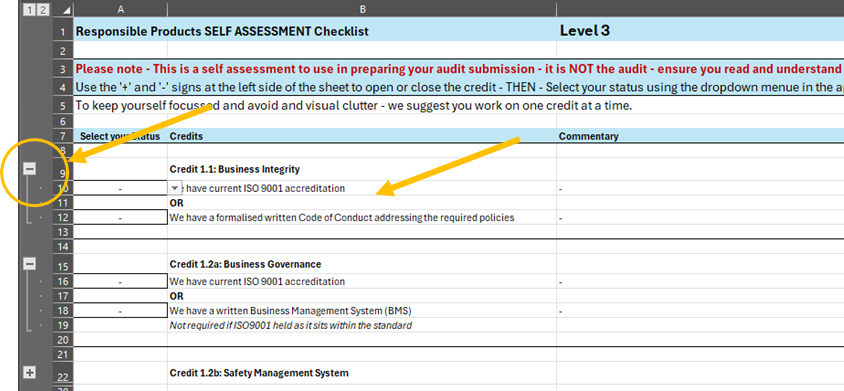 1 2 A B
1 Responsible Products SELF ASSESSMENT Checklist Level 3
2
3 Please note - This is a self assessment to use in preparing your audit submission - it is NOT the audit - ensure you read and understand
4 Use the '+' and '-' signs at the left side of the sheet to open or close the credit - THEN - Select your status using the dropdown menue in the
5 To keep yourself focussed and avoid and visual clutter - we suggest you work on one credit at a time.
6
7 Select your Status Credits Commentary
8
9 Credit 1.1: Business Integrity
10 - have current ISO 9001 accreditation -
11 OR
12 - We have a formalised written Code of Conduct addressing the required policies -
13
14
15 Credit 1.2a: Business Governance
16 - We have current ISO 9001 accreditation -
17 OR
18 - We have a written Business Management System (BMS) -
19 Not required if ISO9001 held as it sits within the standard
20
21
22 Credit 1.2b: Safety Management System